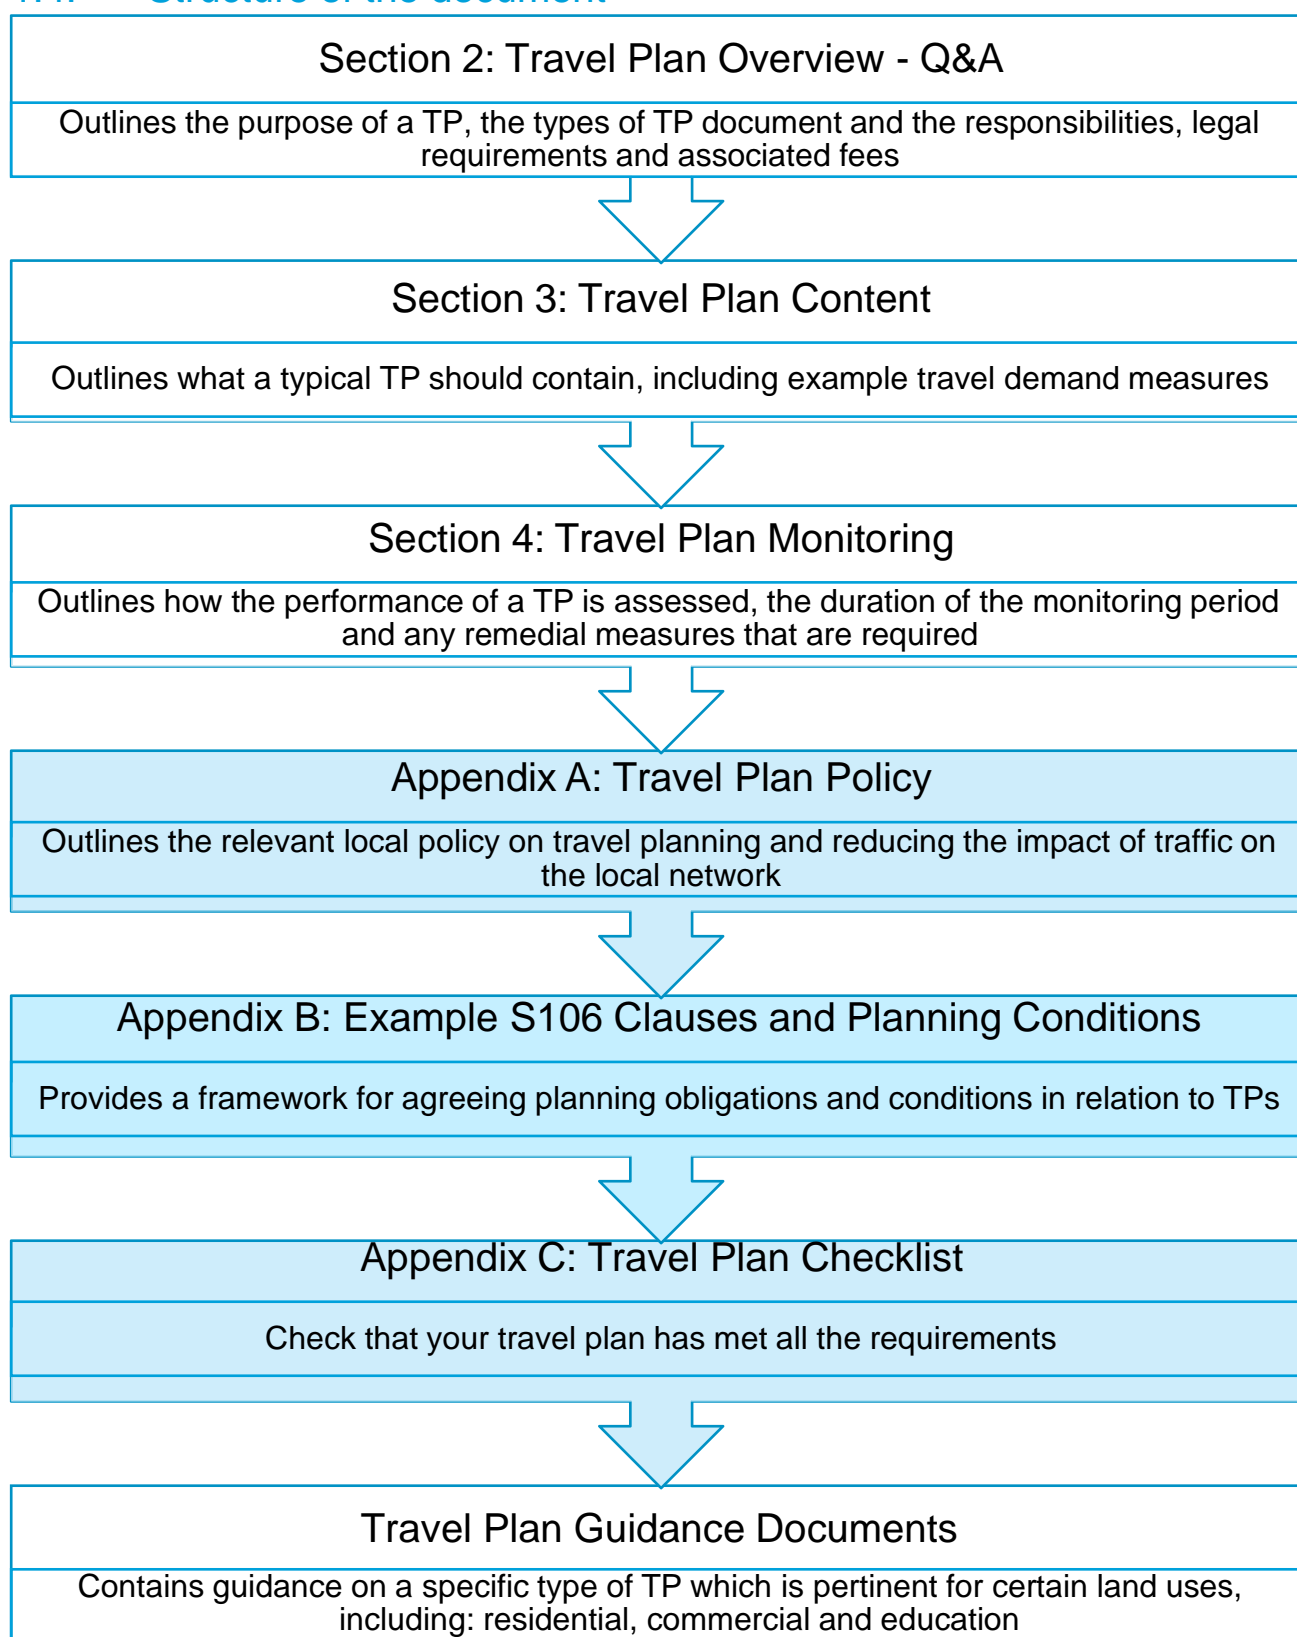 Structure of the document
Section 2: Travel Plan Overview - Q&A
Outlines the purpose of a TP, the types of TP document and the responsibilities, legal
requirements and associated fees
Section 3: Travel Plan Content
Outlines what a typical TP should contain, including example travel demand measures
Section 4: Travel Plan Monitoring
Outlines how the performance of a TP is assessed, the duration of the monitoring period
and any remedial measures that are required
Appendix A: Travel Plan Policy
Outlines the relevant local policy on travel planning and reducing the impact of traffic on
the local network
Appendix B: Example S106 Clauses and Planning Conditions
Provides a framework for agreeing planning obligations and conditions in relation to TPs
Appendix C: Travel Plan Checklist
Check that your travel plan has met all the requirements
Travel Plan Guidance Documents
Contains guidance on a specific type of TP which is pertinent for certain land uses,
including: residential, commercial and education